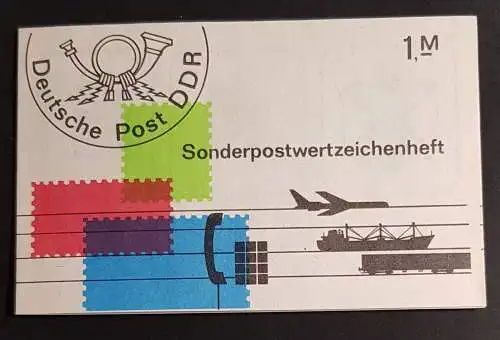 Deutsche Post DDR
1,M
Sonderpostwertzeichenheft